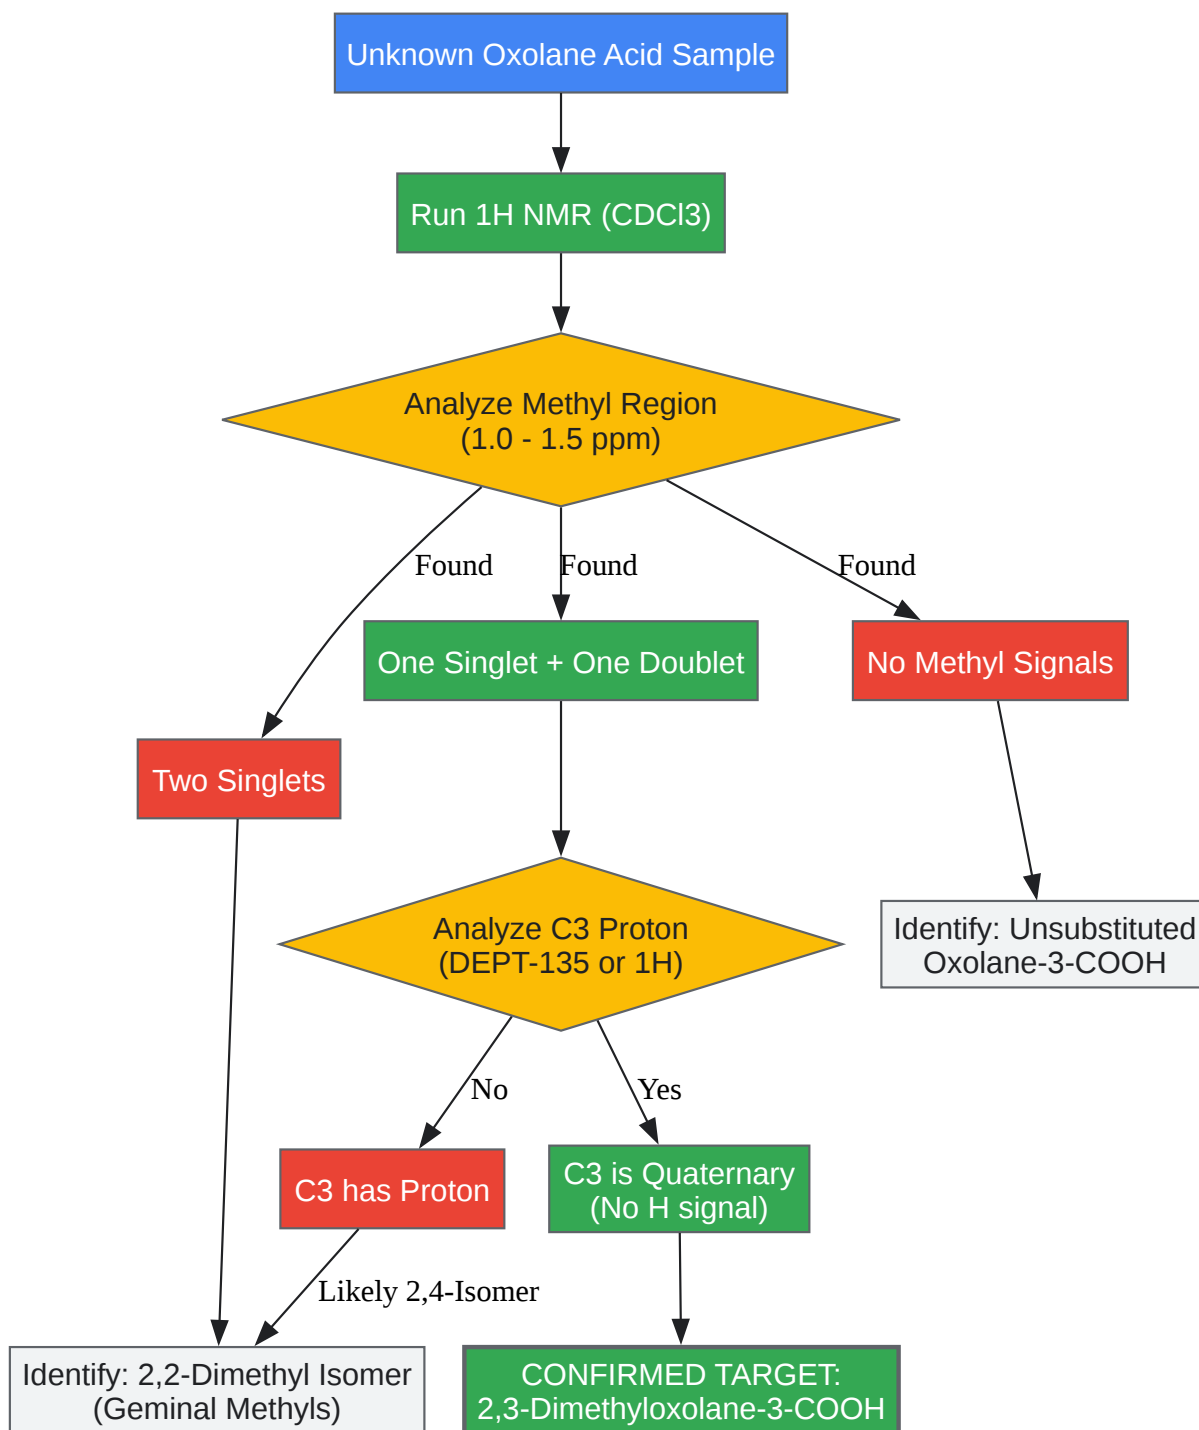 Unknown Oxolane Acid Sample
Run 1H NMR (CDCl3)
Analyze Methyl Region
(1.0 - 1.5 ppm)
Found
Found
Found
One Singlet + One Doublet
No Methyl Signals
Two Singlets
Analyze C3 Proton
(DEPT-135 or 1H)
Identify: Unsubstituted
Oxolane-3-COOH
No
Yes
C3 has Proton
C3 is Quaternary
(No H signal)
Likely 2,4-Isomer
Identify: 2,2-Dimethyl Isomer
(Geminal Methyls)
CONFIRMED TARGET:
2,3-Dimethyloxolane-3-COOH